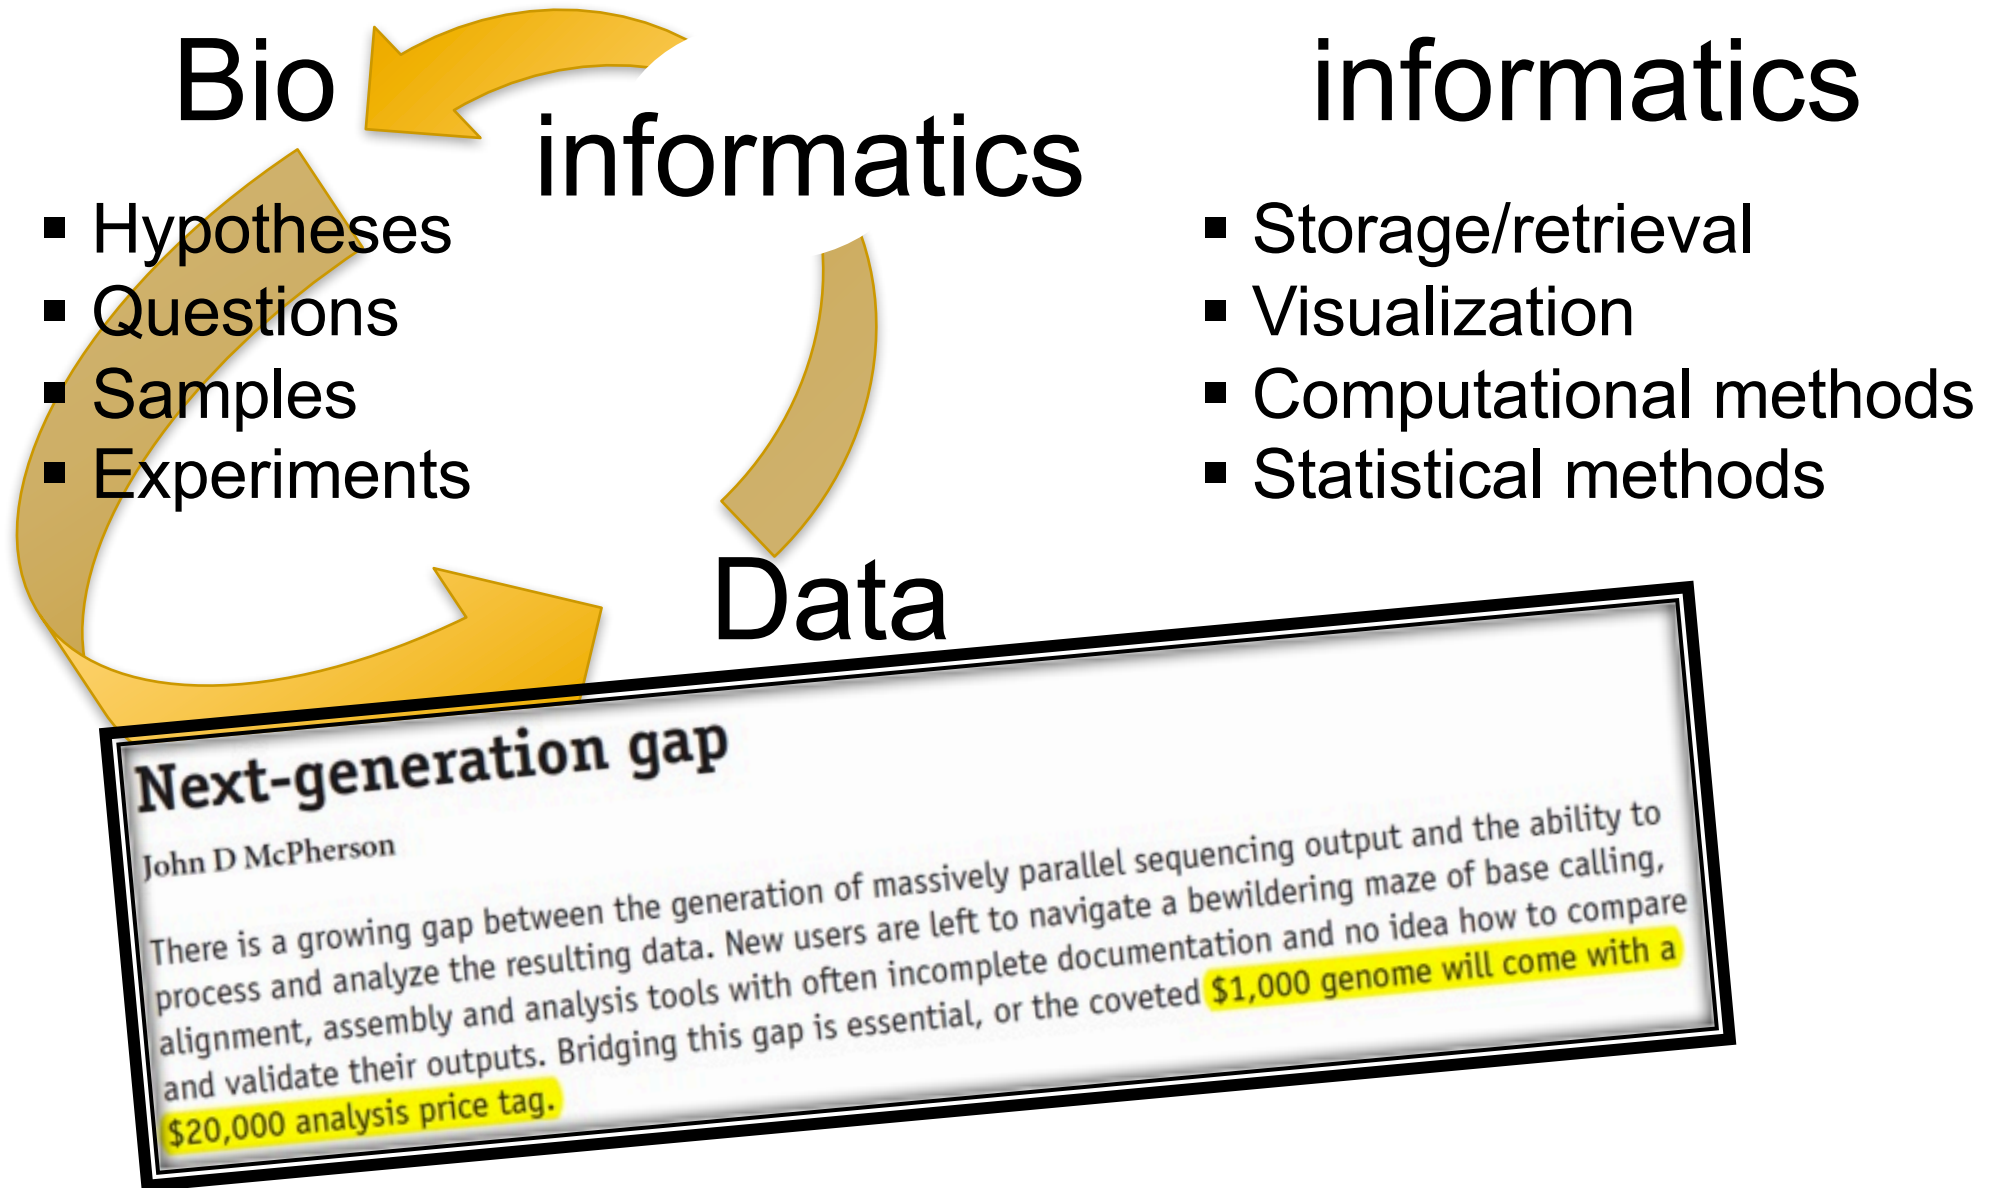 Bio
▪ Hypotheses
▪ Questions
▪ Samples
▪ Experiments
informatics
Data
informatics
▪ Storage/retrieval
▪ Visualization
▪ Computational methods
▪ Statistical methods
Next-generation gap
John D McPherson
There is a growing gap between the generation of massively parallel sequencing output and the ability to
process and analyze the resulting data. New users are left to navigate a bewildering maze of base calling,
alignment, assembly and analysis tools with often incomplete documentation and no idea how to compare
and validate their outputs. Bridging this gap is essential, or the coveted $1,000 genome will come with a
$20,000 analysis price tag.